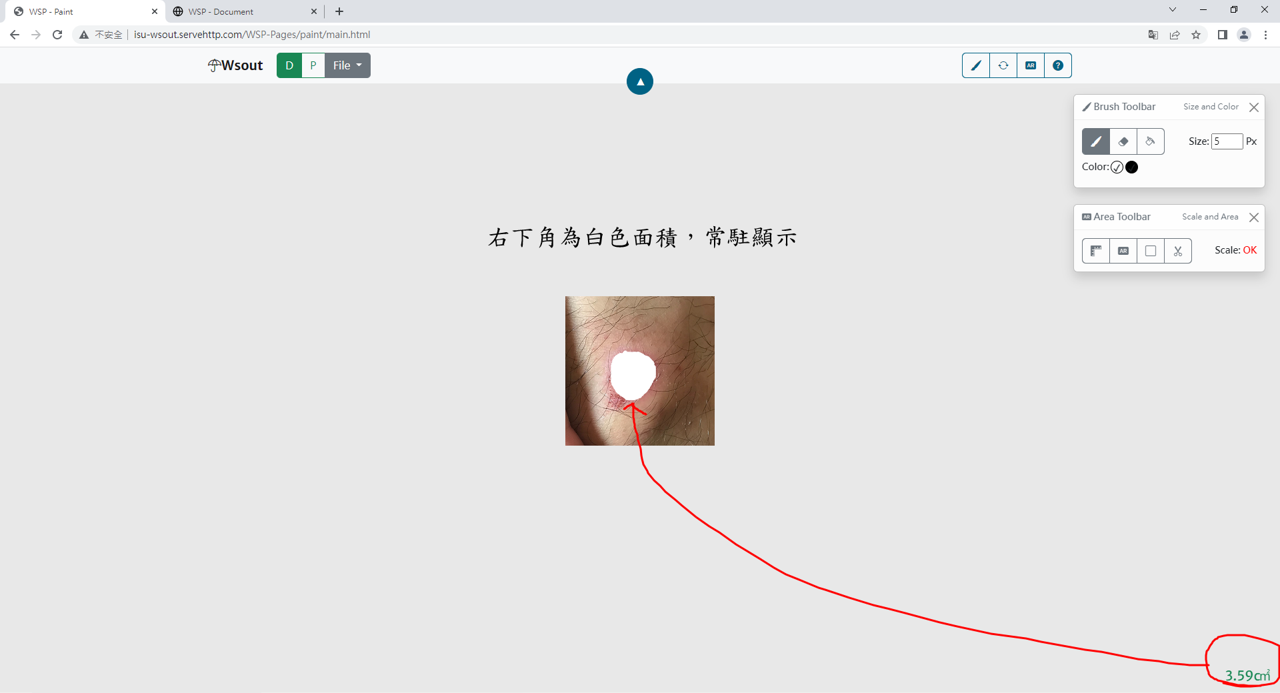 WSP - Paint
WSP - Document
不安全 isu-wsout.servehttp.com/WSP-Pages/paint/main.html
Wsout D P File
AR ?
Brush Toolbar Size and Color
Size: 5 Px
Color:
Area Toolbar Scale and Area
AR Scale: OK
右下角為白色面積，常駐顯示
3.59㎠